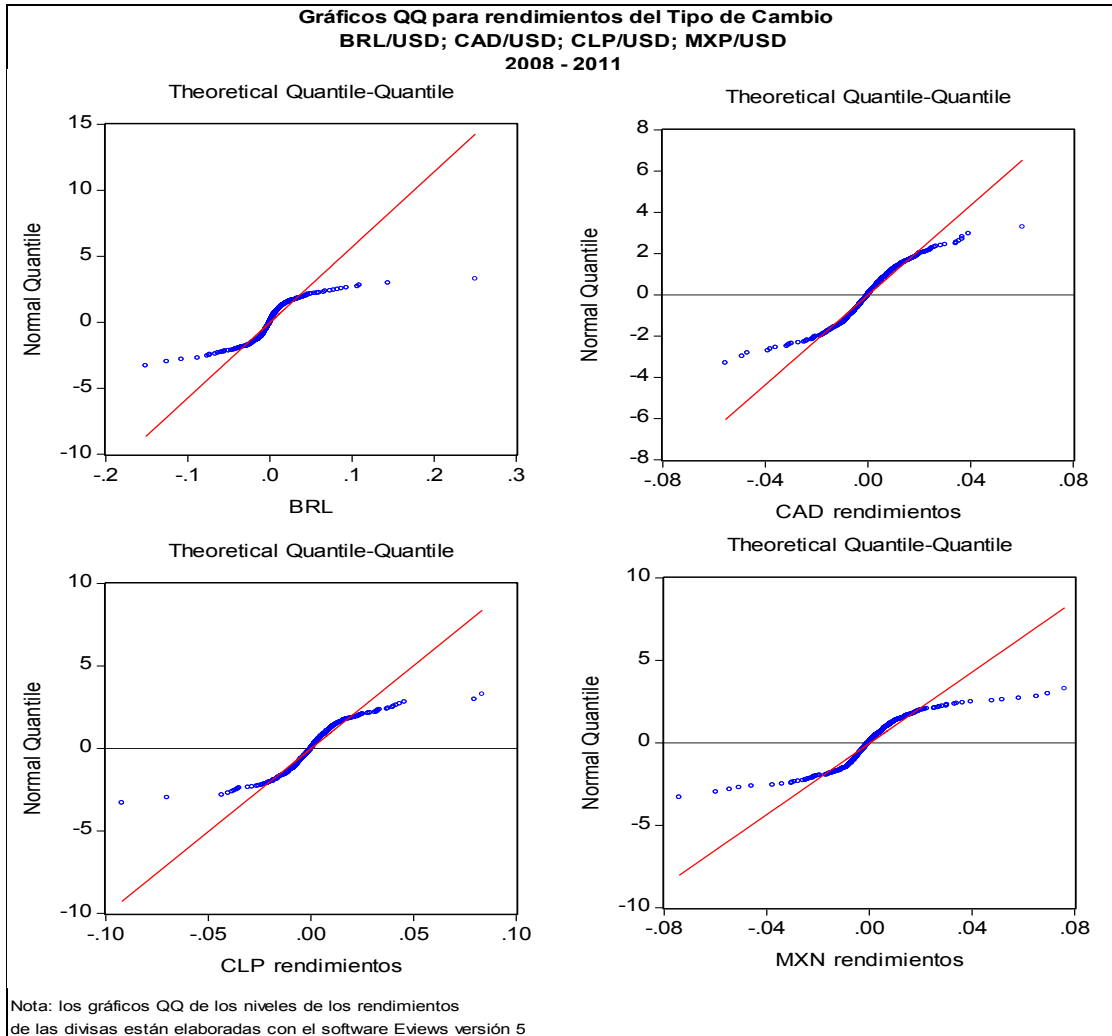 Gráficos QQ para rendimientos del Tipo de Cambio
BRL/USD; CAD/USD; CLP/USD; MXP/USD
2008 - 2011
Theoretical Quantile-Quantile
15
10
5
0
-5
-10
Normal Quantile
-.2
-.1
.0
.1
.2
.3
BRL
Theoretical Quantile-Quantile
8
6
4
2
0
-2
-4
-6
-8
Normal Quantile
-.08
-.04
.00
.04
.08
CAD rendimientos
Theoretical Quantile-Quantile
10
5
0
-5
-10
Normal Quantile
-.10
-.05
.00
.05
.10
CLP rendimientos
Theoretical Quantile-Quantile
10
5
0
-5
-10
Normal Quantile
-.08
-.04
.00
.04
.08
MXN rendimientos
Nota: los gráficos QQ de los niveles de los rendimientos
de las divisas están elaboradas con el software Eviews versión 5